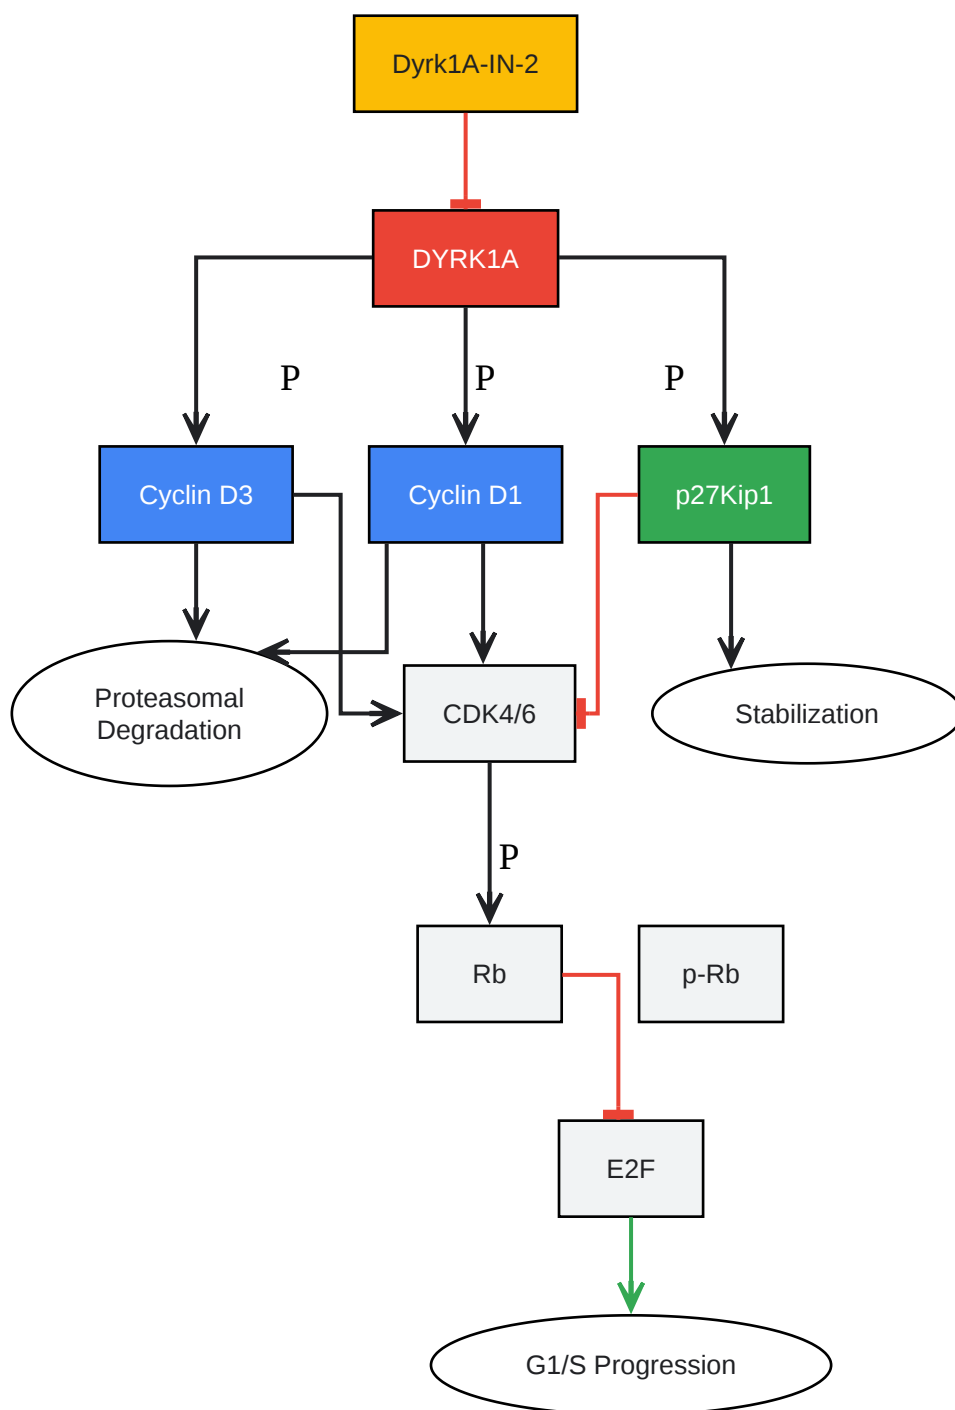 Dyrk1A-IN-2
DYRK1A
P
P
P
Cyclin D3
Cyclin D1
p27Kip1
Proteasomal
Degradation
CDK4/6
Stabilization
P
Rb
p-Rb
E2F
G1/S Progression